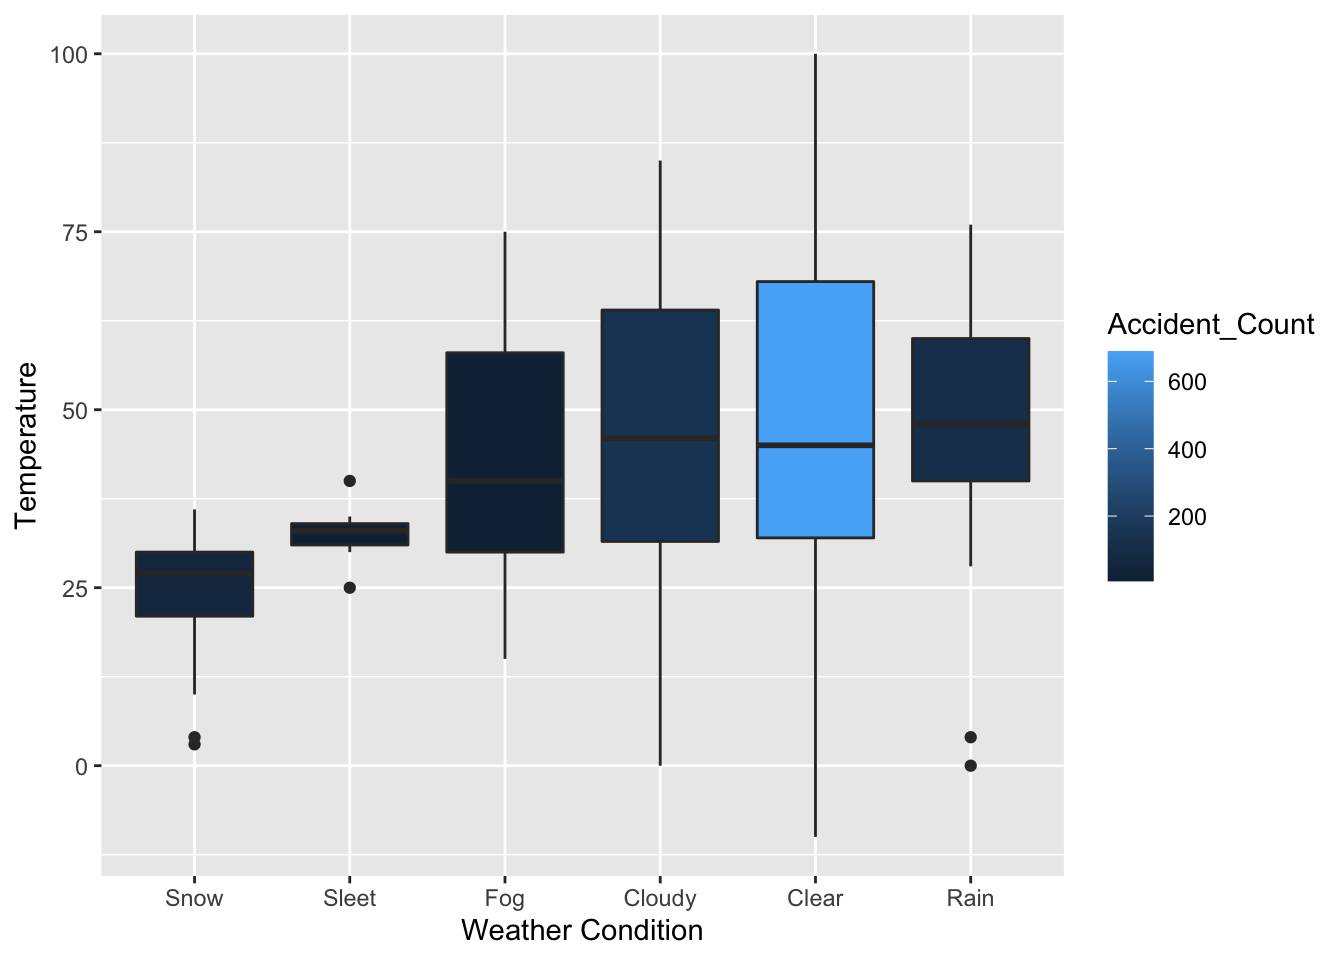 100
75
50
25
0
Temperature
Snow Sleet Fog Cloudy Clear Rain
Weather Condition
Accident_Count
600
400
200